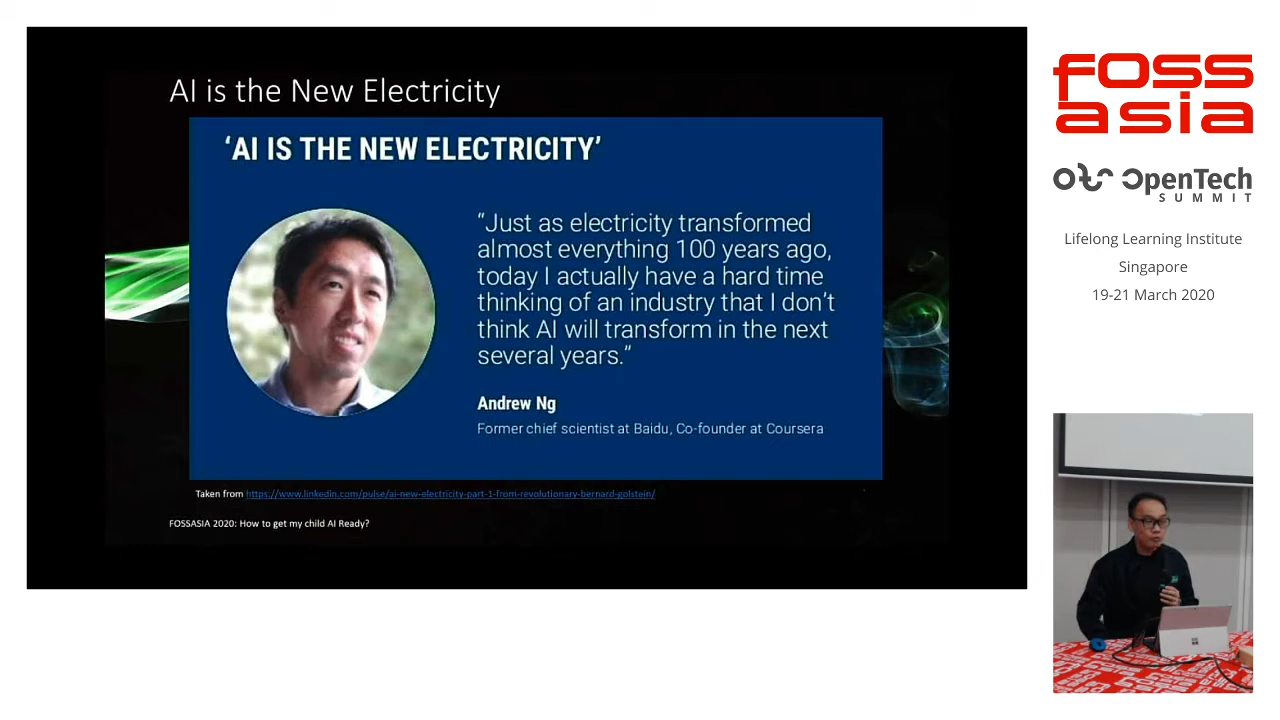 AI is the New Electricity
‘AI IS THE NEW ELECTRICITY’
“Just as electricity transformed
almost everything 100 years ago,
today I actually have a hard time
thinking of an industry that I don’t
think AI will transform in the next
several years.”
Andrew Ng
Former chief scientist at Baidu, Co-founder at Coursera
Taken from https://www.linkedin.com/pulse/ai-new-electricity-part-1-from-revolutionary-bernard-golstein/
FOSSASIA 2020: How to get my child AI Ready?
foss
asia
OpenTech
SUMMIT
Lifelong Learning Institute
Singapore
19-21 March 2020